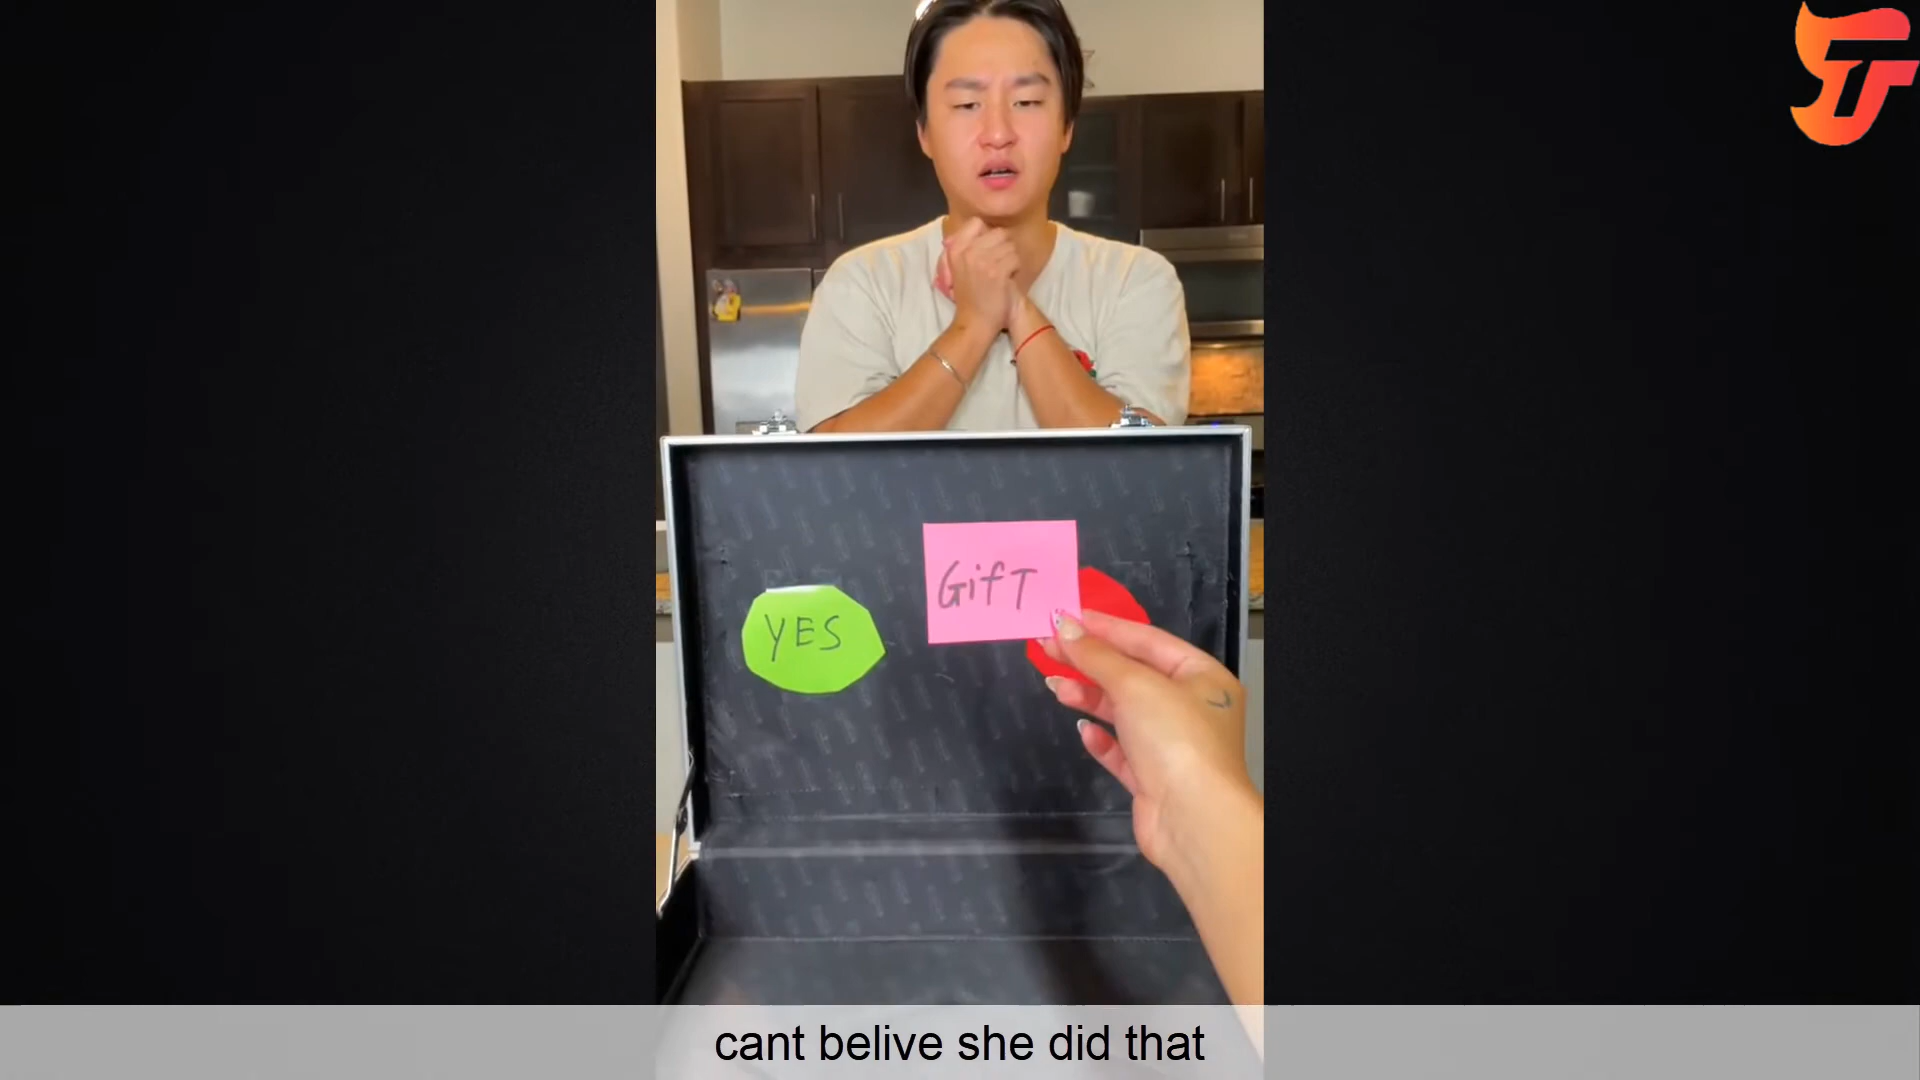 GifT
YES
cant belive she did that